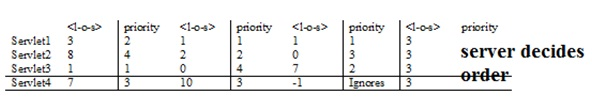 <l-o-s> priority <l-o-s> priority <l-o-s> priority <l-o-s> priority
Servlet1 3 2 1 1 1 1 3
Servlet2 8 4 2 2 0 3 3 server decides
Servlet3 1 1 0 4 7 2 3 order
Servlet4 7 3 10 3 -1 Ignores 3